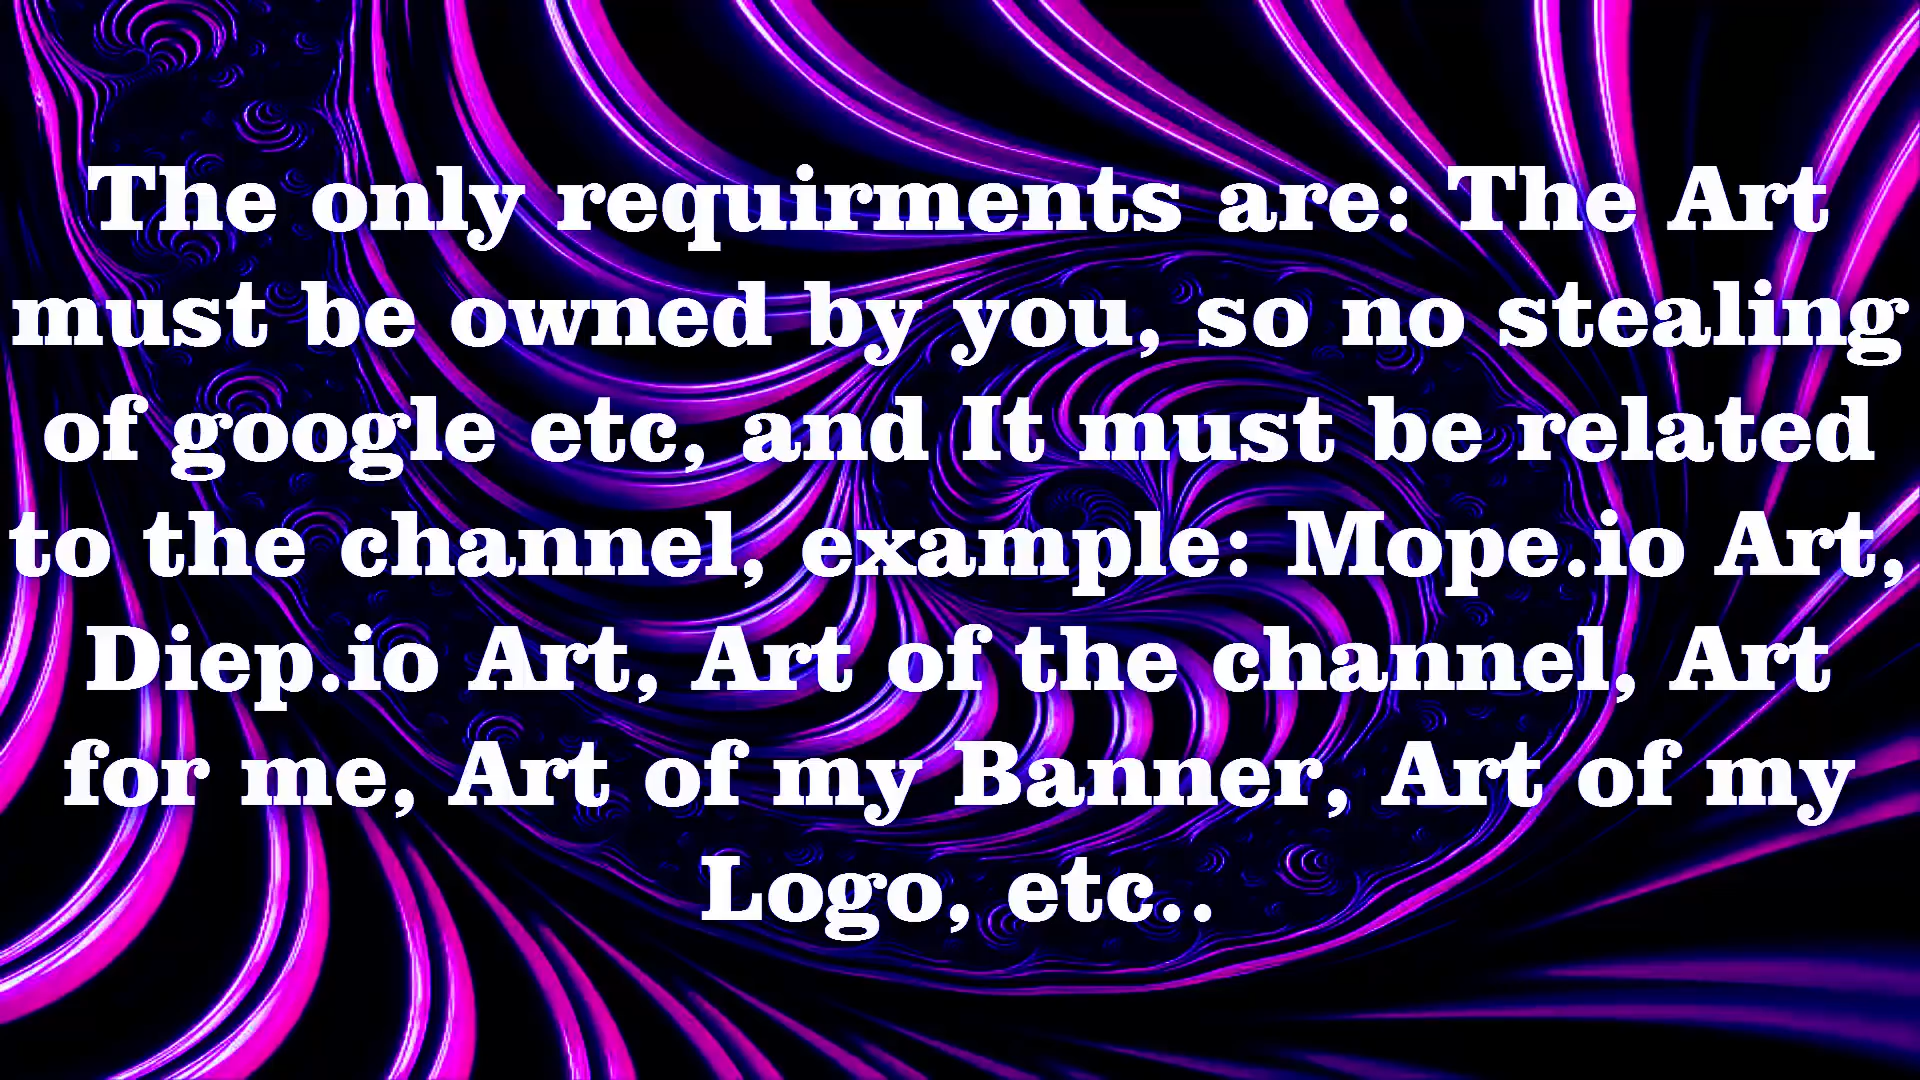 The only requirments are: The Art
must be owned by you, so no stealing
of google etc, and It must be related
to the channel, example: Mope.io Art,
Diep.io Art, Art of the channel, Art
for me, Art of my Banner, Art of my
Logo, etc..